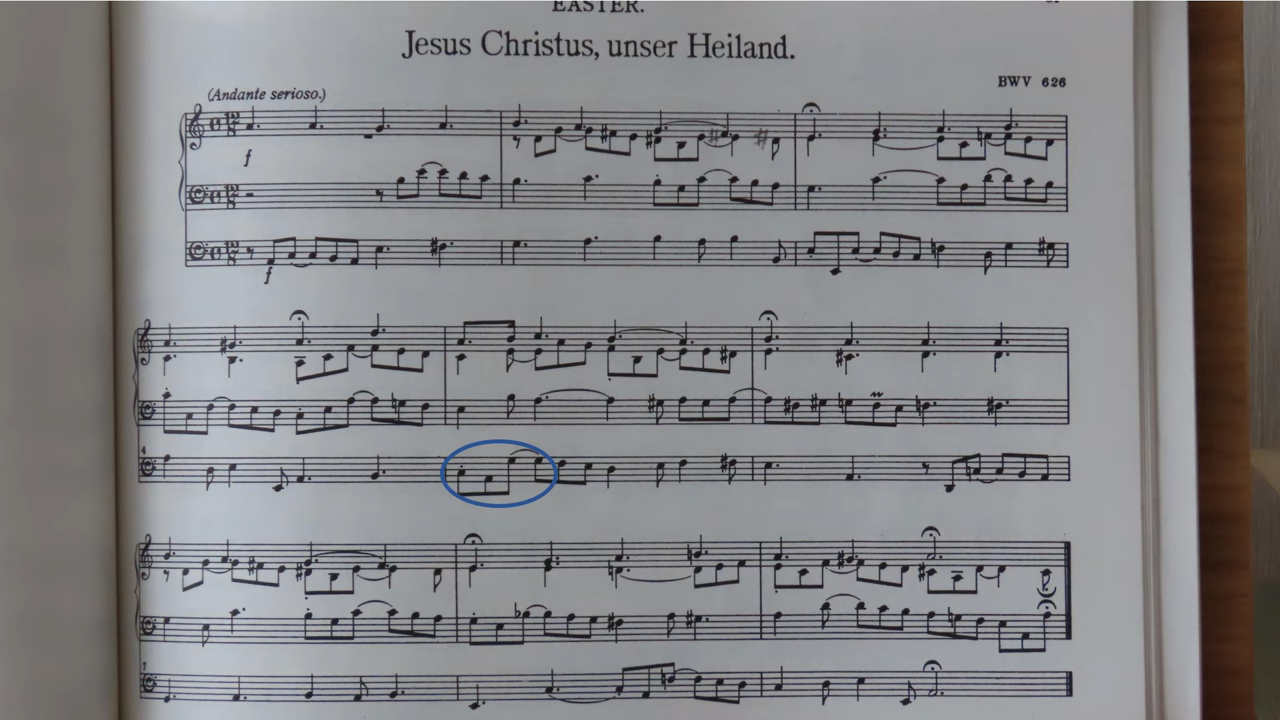 EASTER.
Jesus Christus, unser Heiland.
BWV 626
(Andante serioso.)
f
f